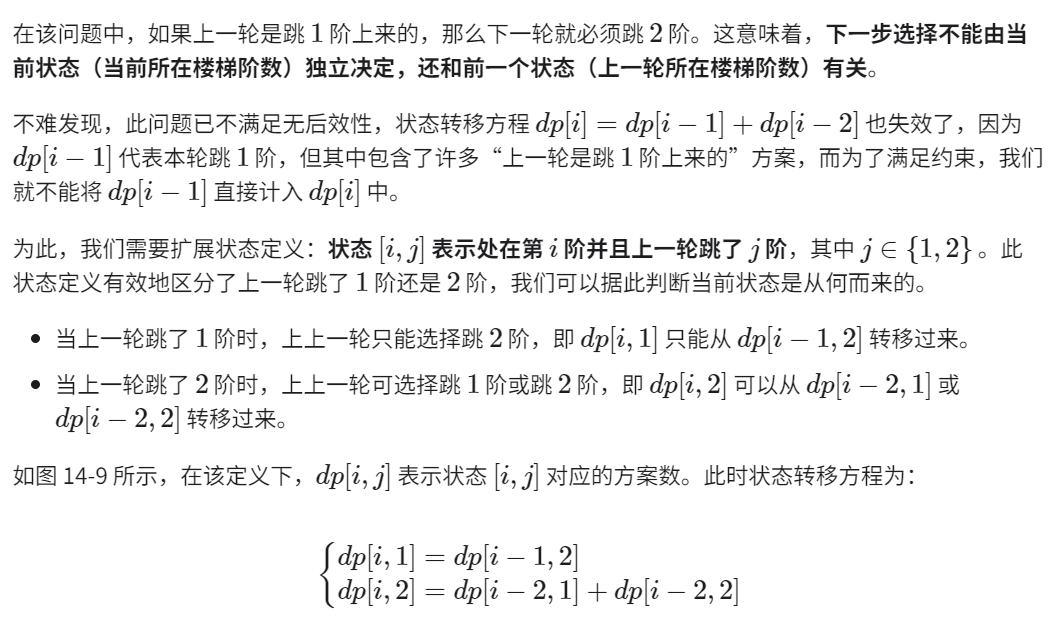 在该问题中，如果上一轮是跳 1 阶上来的，那么下一轮就必须跳 2 阶。这意味着，下一步选择不能由当
前状态（当前所在楼梯阶数）独立决定，还和前一个状态（上一轮所在楼梯阶数）有关。
不难发现，此问题已不满足无后效性，状态转移方程 dp[i] = dp[i − 1] + dp[i − 2] 也失效了，因为
dp[i − 1] 代表本轮跳 1 阶，但其中包含了许多“上一轮是跳 1 阶上来的”方案，而为了满足约束，我们
就不能将 dp[i − 1] 直接计入 dp[i] 中。
为此，我们需要扩展状态定义：状态 [i, j] 表示处在第 i 阶并且上一轮跳了 j 阶，其中 j ∈ {1, 2} 。此
状态定义有效地区分了上一轮跳了 1 阶还是 2 阶，我们可以据此判断当前状态是从何而来的。
• 当上一轮跳了 1 阶时，上上一轮只能选择跳 2 阶，即 dp[i, 1] 只能从 dp[i − 1, 2] 转移过来。
• 当上一轮跳了 2 阶时，上上一轮可选择跳 1 阶或跳 2 阶，即 dp[i, 2] 可以从 dp[i − 2, 1] 或
dp[i − 2, 2] 转移过来。
如图 14-9 所示，在该定义下，dp[i, j] 表示状态 [i, j] 对应的方案数。此时状态转移方程为：
dp[i, 1] = dp[i − 1, 2]
dp[i, 2] = dp[i − 2, 1] + dp[i − 2, 2]